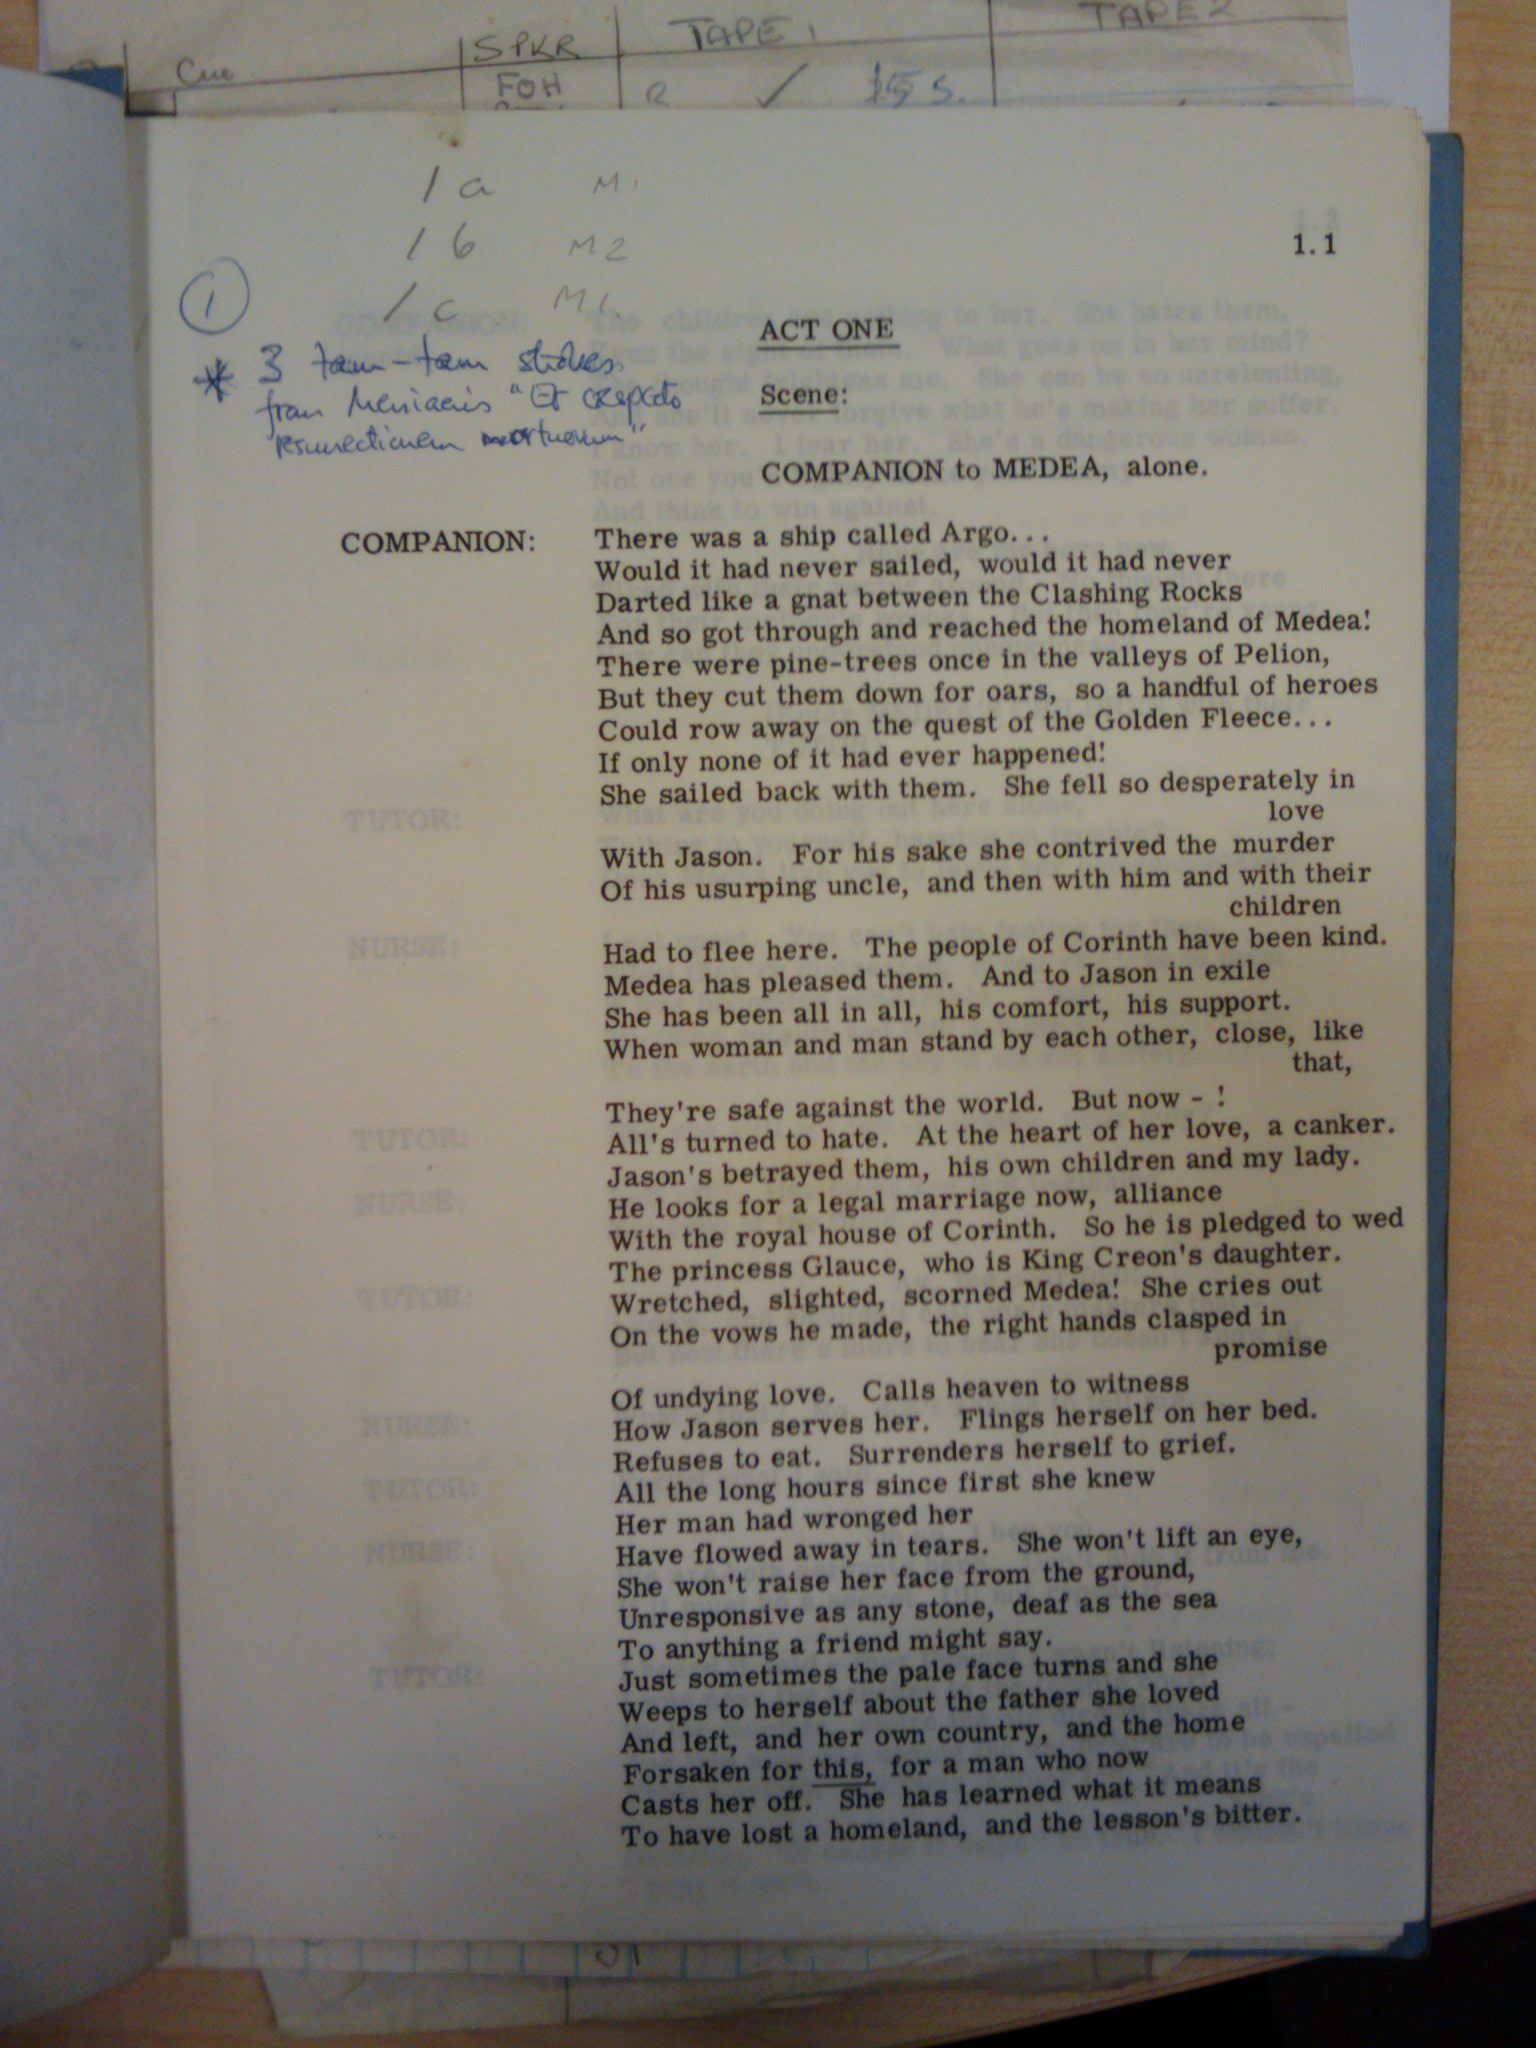 Cue SPKR TAPE 1 TAPE 2
FOH R ✓ 15 s.
1 a M1
1 b M2
1.1
1 c M1.
1
ACT ONE
* 3 tam-tam strokes
from Messiaen's "Et exspecto
resurrectionem mortuorum"
Scene:
COMPANION to MEDEA, alone.
COMPANION: There was a ship called Argo...
Would it had never sailed, would it had never
Darted like a gnat between the Clashing Rocks
And so got through and reached the homeland of Medea!
There were pine-trees once in the valleys of Pelion,
But they cut them down for oars, so a handful of heroes
Could row away on the quest of the Golden Fleece...
If only none of it had ever happened!
She sailed back with them. She fell so desperately in
love
With Jason. For his sake she contrived the murder
Of his usurping uncle, and then with him and with their
children
Had to flee here. The people of Corinth have been kind.
Medea has pleased them. And to Jason in exile
She has been all in all, his comfort, his support.
When woman and man stand by each other, close, like
that,
They're safe against the world. But now - !
All's turned to hate. At the heart of her love, a canker.
Jason's betrayed them, his own children and my lady.
He looks for a legal marriage now, alliance
With the royal house of Corinth. So he is pledged to wed
The princess Glauce, who is King Creon's daughter.
Wretched, slighted, scorned Medea! She cries out
On the vows he made, the right hands clasped in
promise
Of undying love. Calls heaven to witness
How Jason serves her. Flings herself on her bed.
Refuses to eat. Surrenders herself to grief.
All the long hours since first she knew
Her man had wronged her
Have flowed away in tears. She won't lift an eye,
She won't raise her face from the ground,
Unresponsive as any stone, deaf as the sea
To anything a friend might say.
Just sometimes the pale face turns and she
Weeps to herself about the father she loved
And left, and her own country, and the home
Forsaken for this, for a man who now
Casts her off. She has learned what it means
To have lost a homeland, and the lesson's bitter.